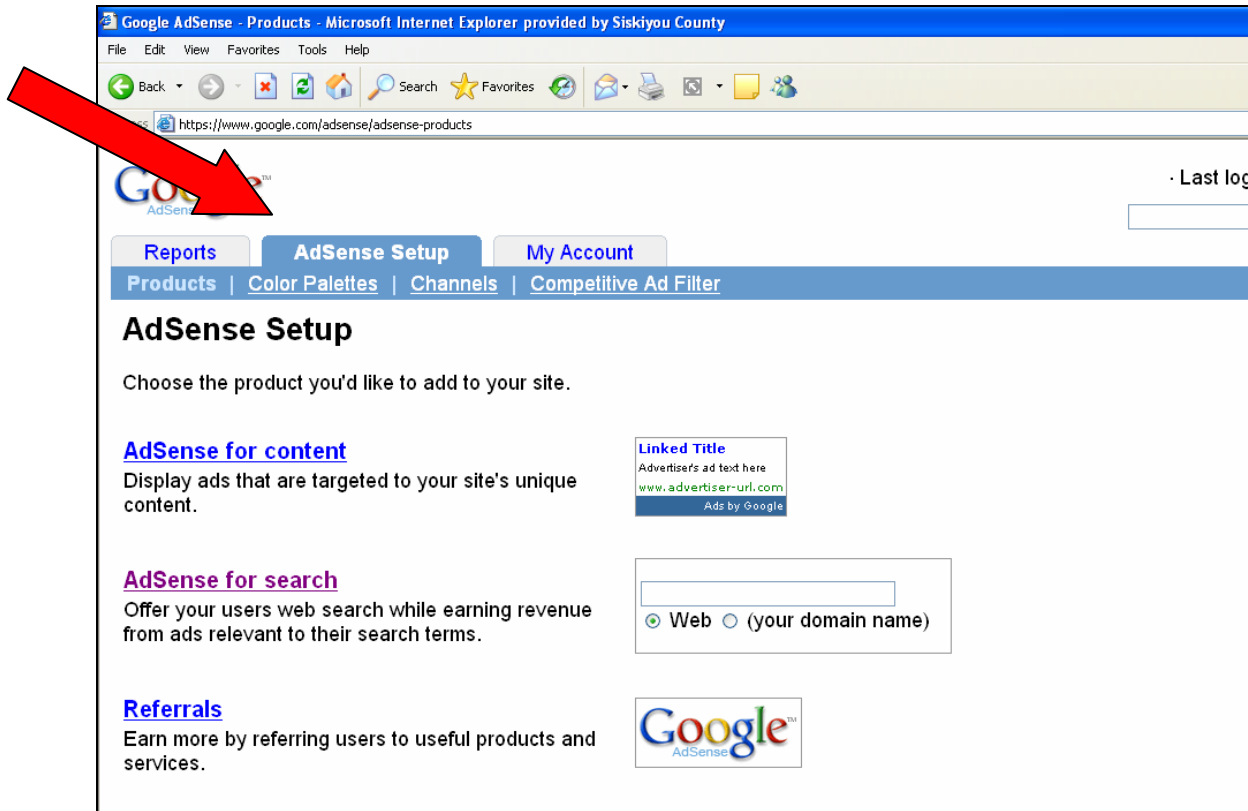 Google AdSense - Products - Microsoft Internet Explorer provided by Siskiyou County
File Edit View Favorites Tools Help
Back Search Favorites
https://www.google.com/adsense/adsense-products
Google™
AdSense
· Last log
Reports AdSense Setup My Account
Products | Color Palettes | Channels | Competitive Ad Filter
AdSense Setup
Choose the product you'd like to add to your site.
AdSense for content
Display ads that are targeted to your site's unique
content.
Linked Title
Advertiser's ad text here
www.advertiser-url.com
Ads by Google
AdSense for search
Offer your users web search while earning revenue
from ads relevant to their search terms.
Web (your domain name)
Referrals
Earn more by referring users to useful products and
services.
Google™
AdSense